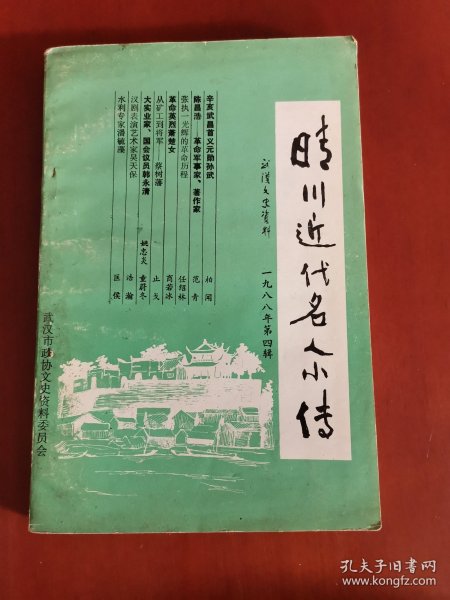 晴川近代名人小传
武汉文史资料
一九八八年第四辑
辛亥武昌首义元勋孙武 柏闻
陈昌浩——革命军事家、著作家 范青
张执一光辉的革命历程 任绍林
革命英烈萧楚女 商若冰
从矿工到将军——蔡树藩 止戈
大实业家、国会议员韩永清 姚忠炎 童蔚冬
汉剧表演艺术家吴天保 浩瀚
水利专家潘毓鏖 医侯
武汉市政协文史资料委员会
孔夫子旧书网
www.kongfz.com